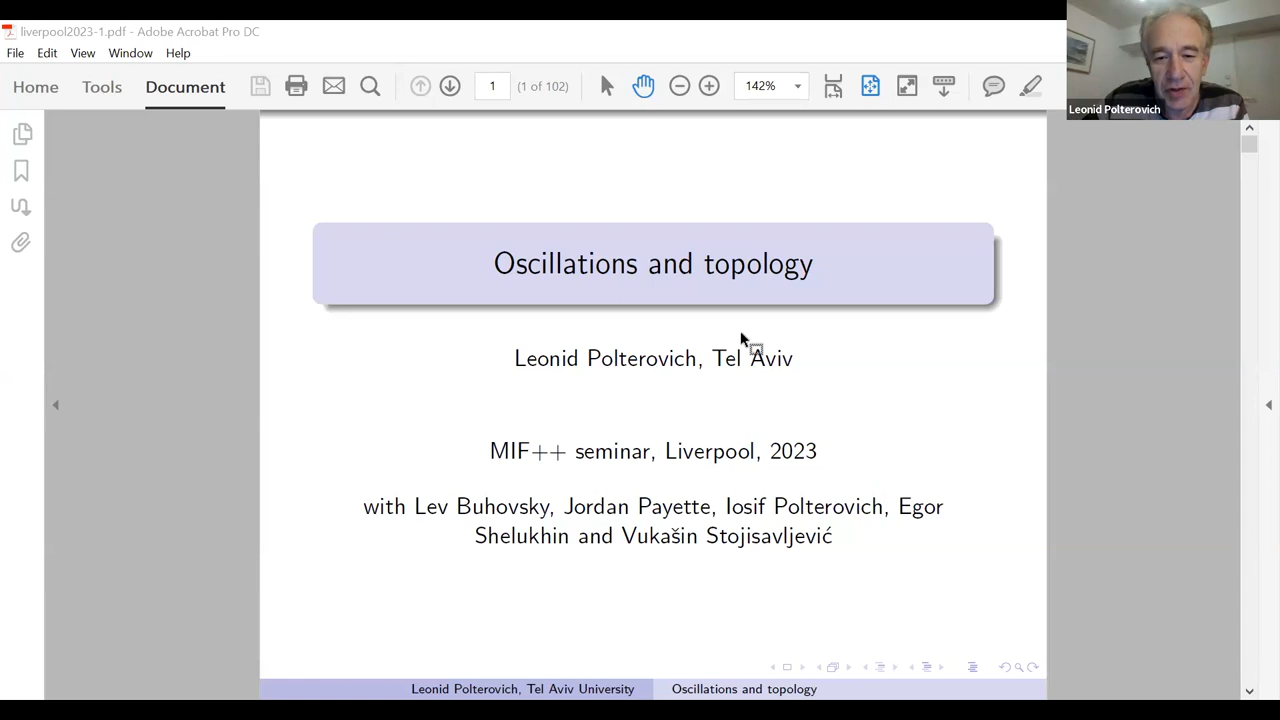 liverpool2023-1.pdf - Adobe Acrobat Pro DC
File Edit View Window Help
Home Tools Document 1 (1 of 102) 142%
Leonid Polterovich
Oscillations and topology
Leonid Polterovich, Tel Aviv
MIF++ seminar, Liverpool, 2023
with Lev Buhovsky, Jordan Payette, Iosif Polterovich, Egor
Shelukhin and Vukašin Stojisavljević
Leonid Polterovich, Tel Aviv University Oscillations and topology